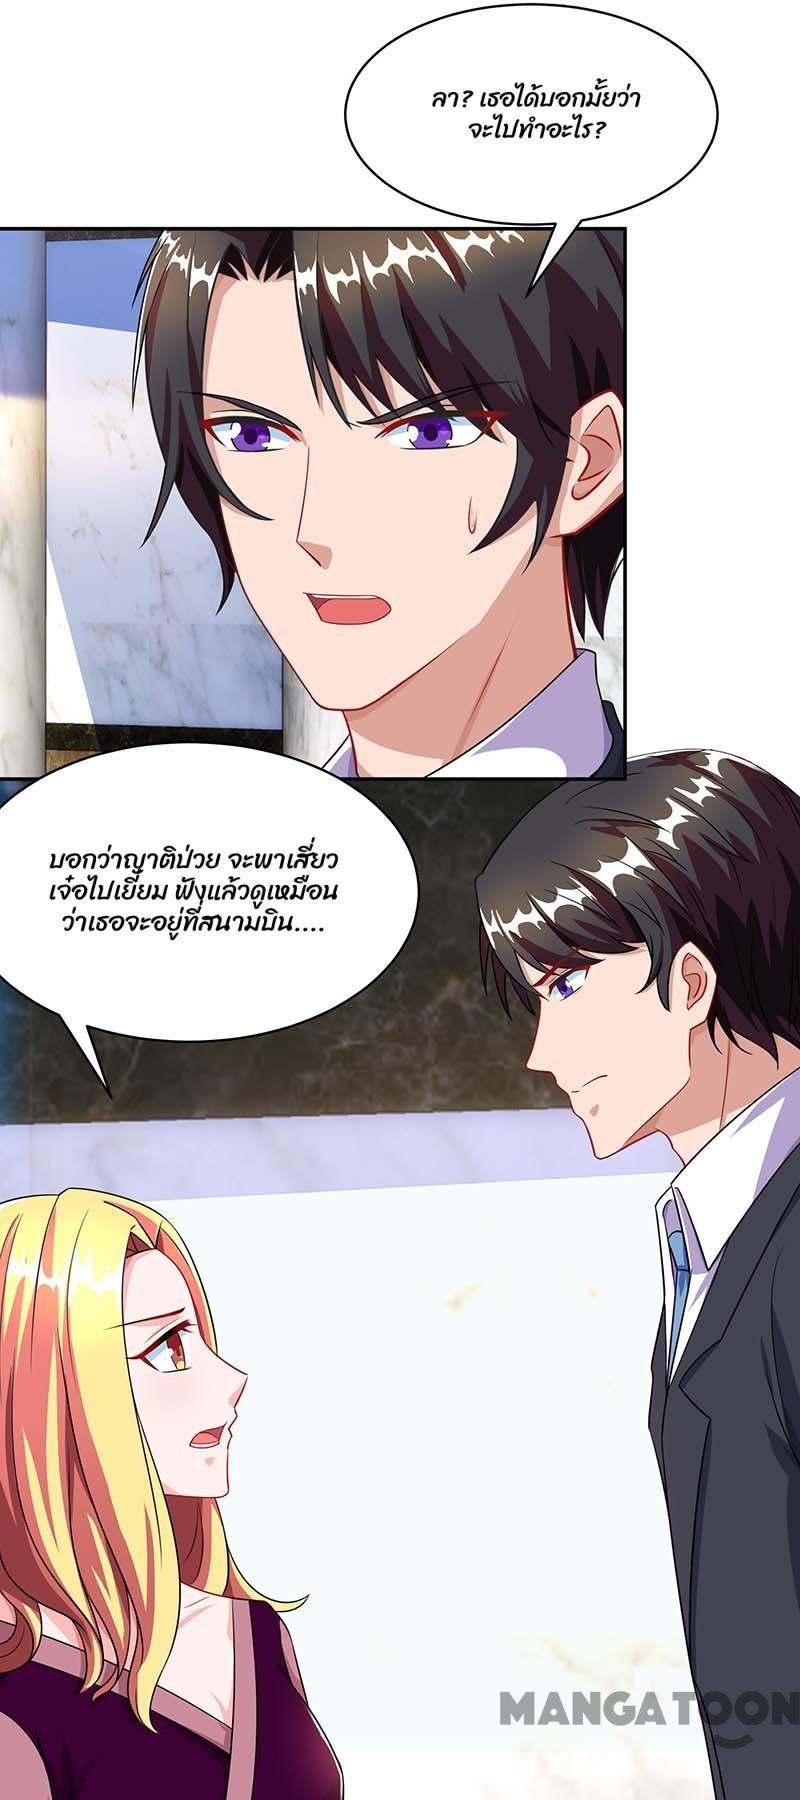 ลา? เธอได้บอกมั้ยว่า
จะไปทำอะไร?
บอกว่าญาติป่วย จะพาเสี่ยว
เจ๋อไปเยี่ยม ฟังแล้วดูเหมือน
ว่าเธอจะอยู่ที่สนามบิน....
MANGATOON